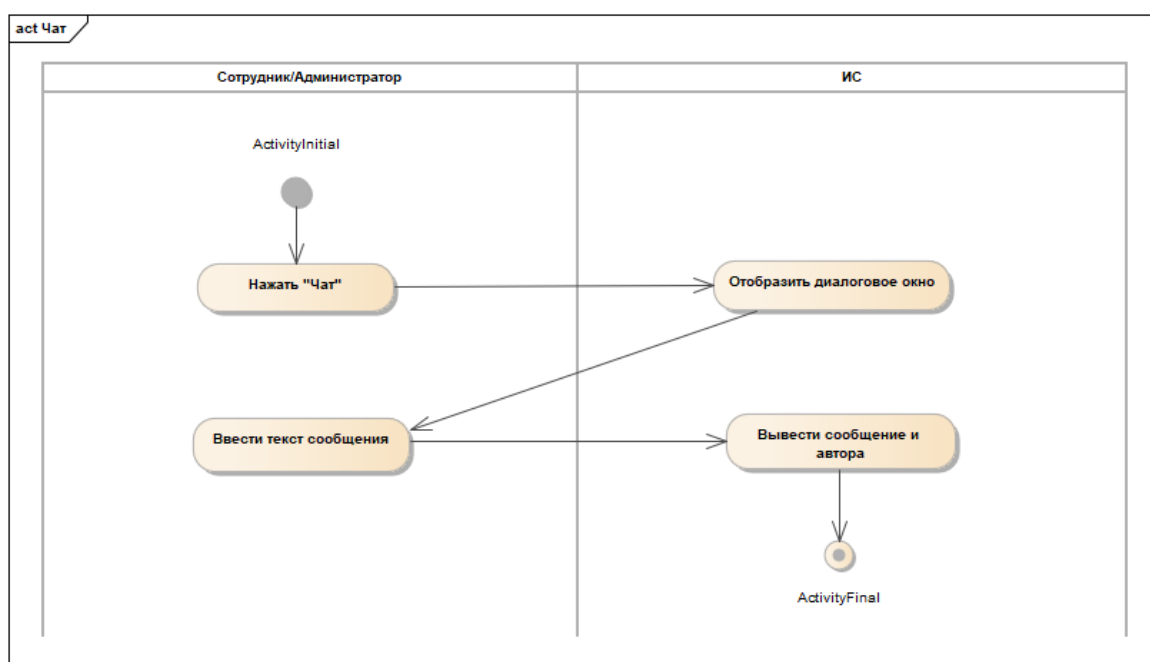 act Чат
Сотрудник/Администратор
ИС
ActivityInitial
Нажать "Чат"
Отобразить диалоговое окно
Ввести текст сообщения
Вывести сообщение и
автора
ActivityFinal